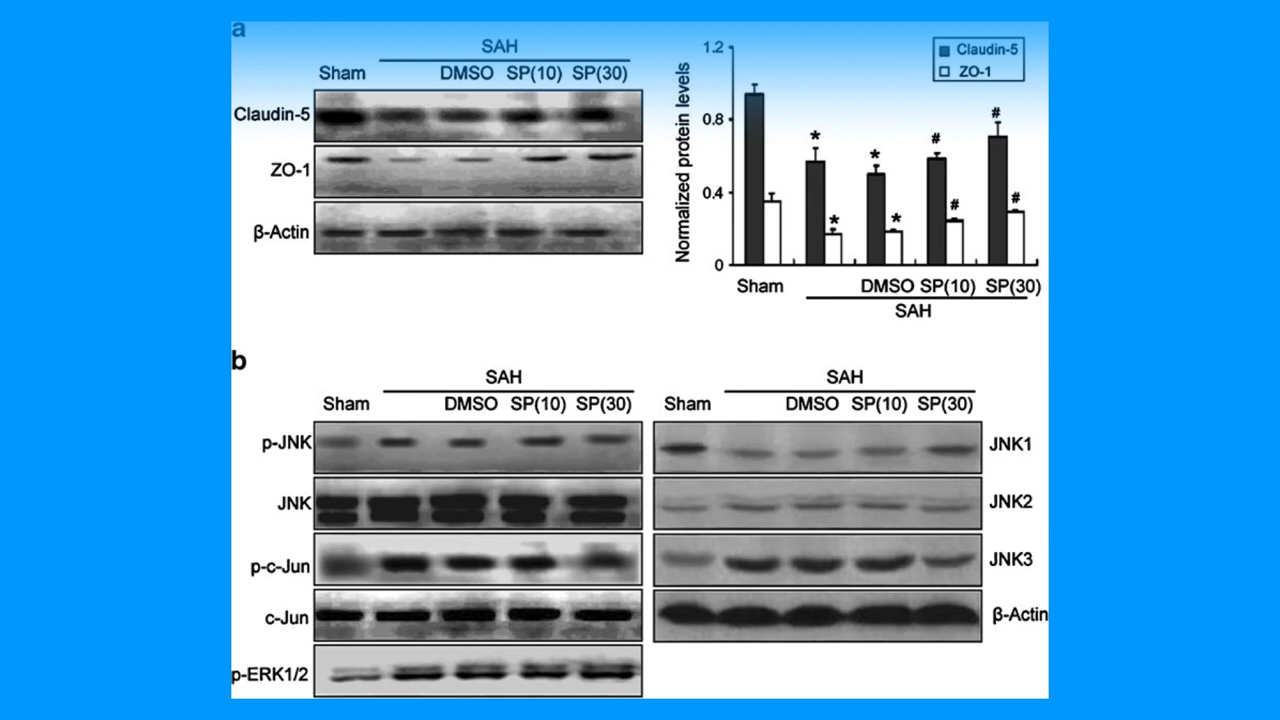 a
SAH
Sham DMSO SP(10) SP(30)
Claudin-5
ZO-1
β-Actin
Normalized protein levels
1.2
0.8
0.4
0
Claudin-5
ZO-1
* * # #
* * # #
Sham DMSO SP(10) SP(30)
SAH
b
SAH
Sham DMSO SP(10) SP(30)
p-JNK
JNK
p-c-Jun
c-Jun
p-ERK1/2
SAH
Sham DMSO SP(10) SP(30)
JNK1
JNK2
JNK3
β-Actin